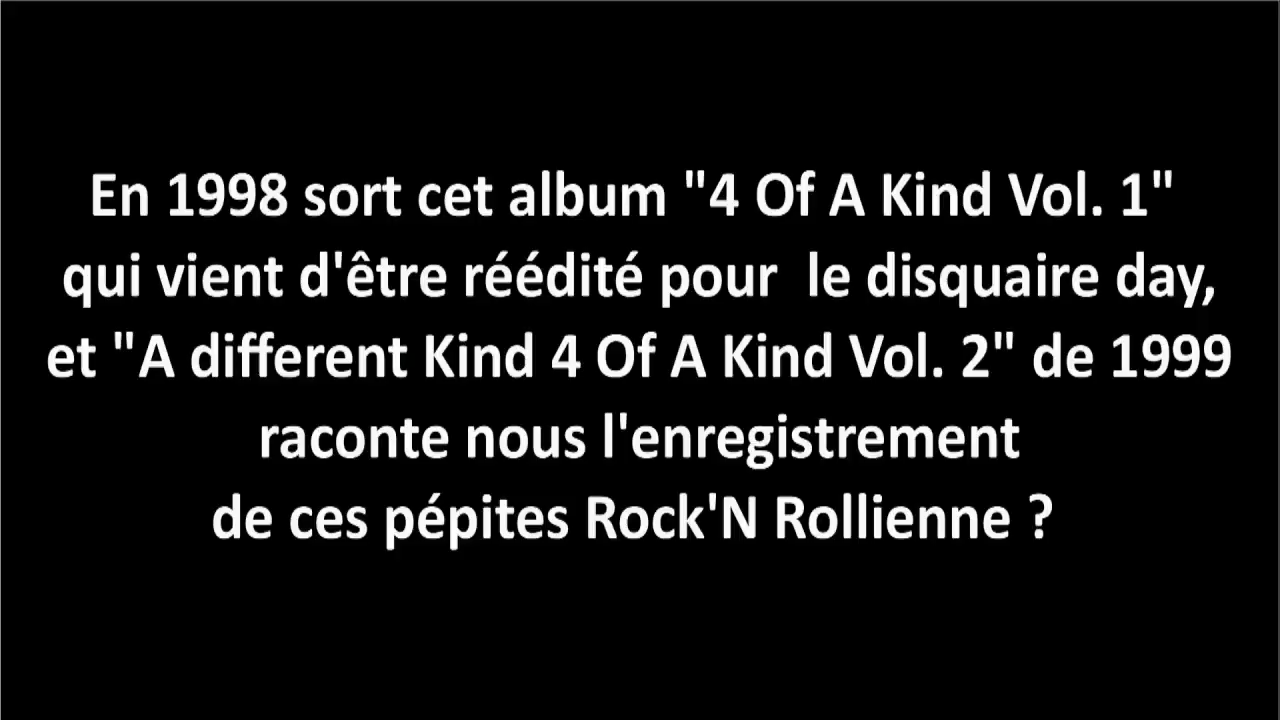 En 1998 sort cet album "4 Of A Kind Vol. 1"
qui vient d'être réédité pour  le disquaire day,
et "A different Kind 4 Of A Kind Vol. 2" de 1999
raconte nous l'enregistrement
de ces pépites Rock'N Rollienne ?